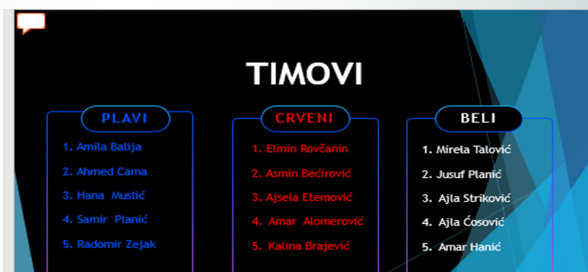 TIMOVI
PLAVI
1. Amila Balija
2. Ahmed Cama
3. Hana Muslić
4. Samir Planić
5. Radomir Zejak
CRVENI
1. Elmin Rovčanin
2. Asmin Bećirović
3. Ajsela Etemović
4. Amar Alomerović
5. Kalina Brajević
BELI
1. Mirela Talović
2. Jusuf Planić
3. Ajla Striković
4. Ajla Ćosović
5. Amar Hanić